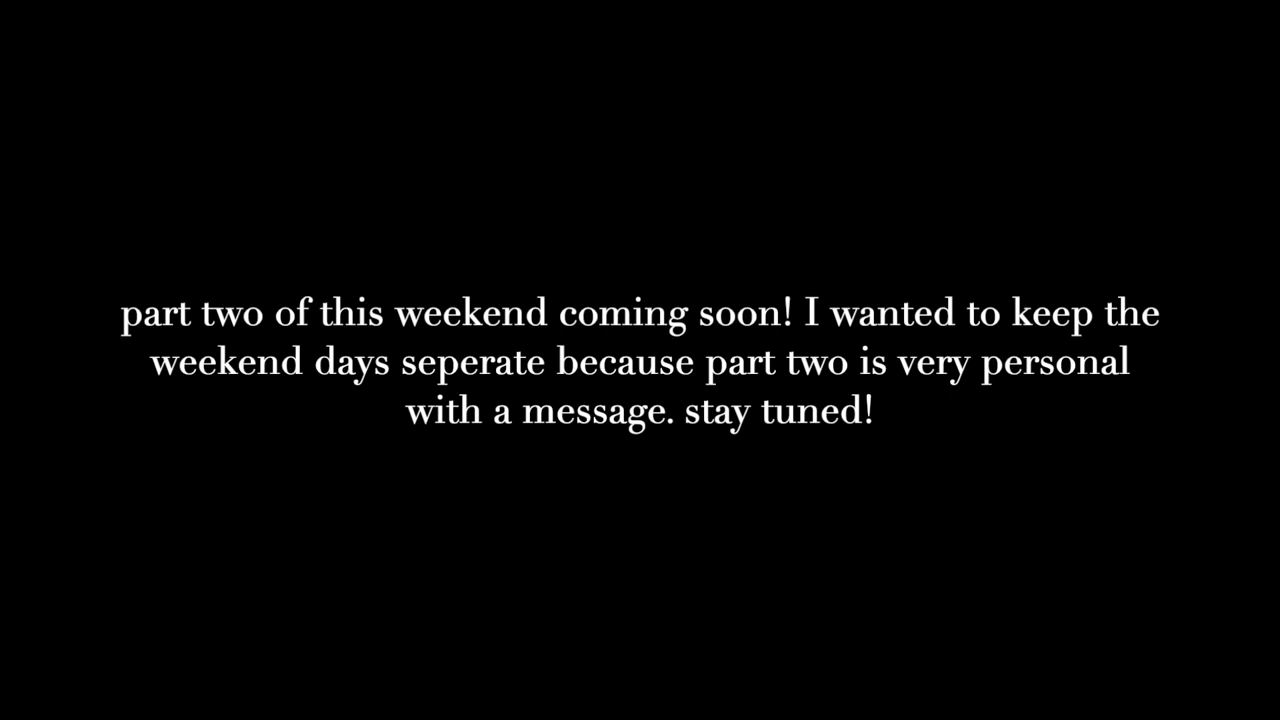 part two of this weekend coming soon! I wanted to keep the
weekend days seperate because part two is very personal
with a message. stay tuned!